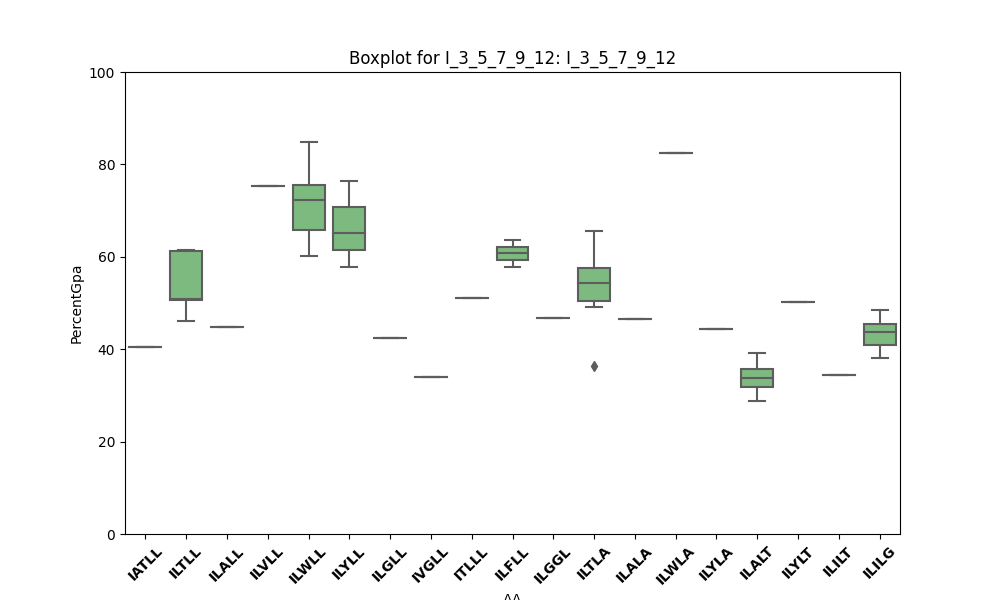 Boxplot for I_3_5_7_9_12: I_3_5_7_9_12
PercentGpa
100
80
60
40
20
0
IATLL
ILTLL
ILALL
ILVLL
ILWLL
ILYLL
ILGLL
IVGLL
ITLLL
ILFLL
ILGGL
ILTLA
ILALA
ILWLA
ILYLA
ILALT
ILYLT
ILILT
ILILG
AA